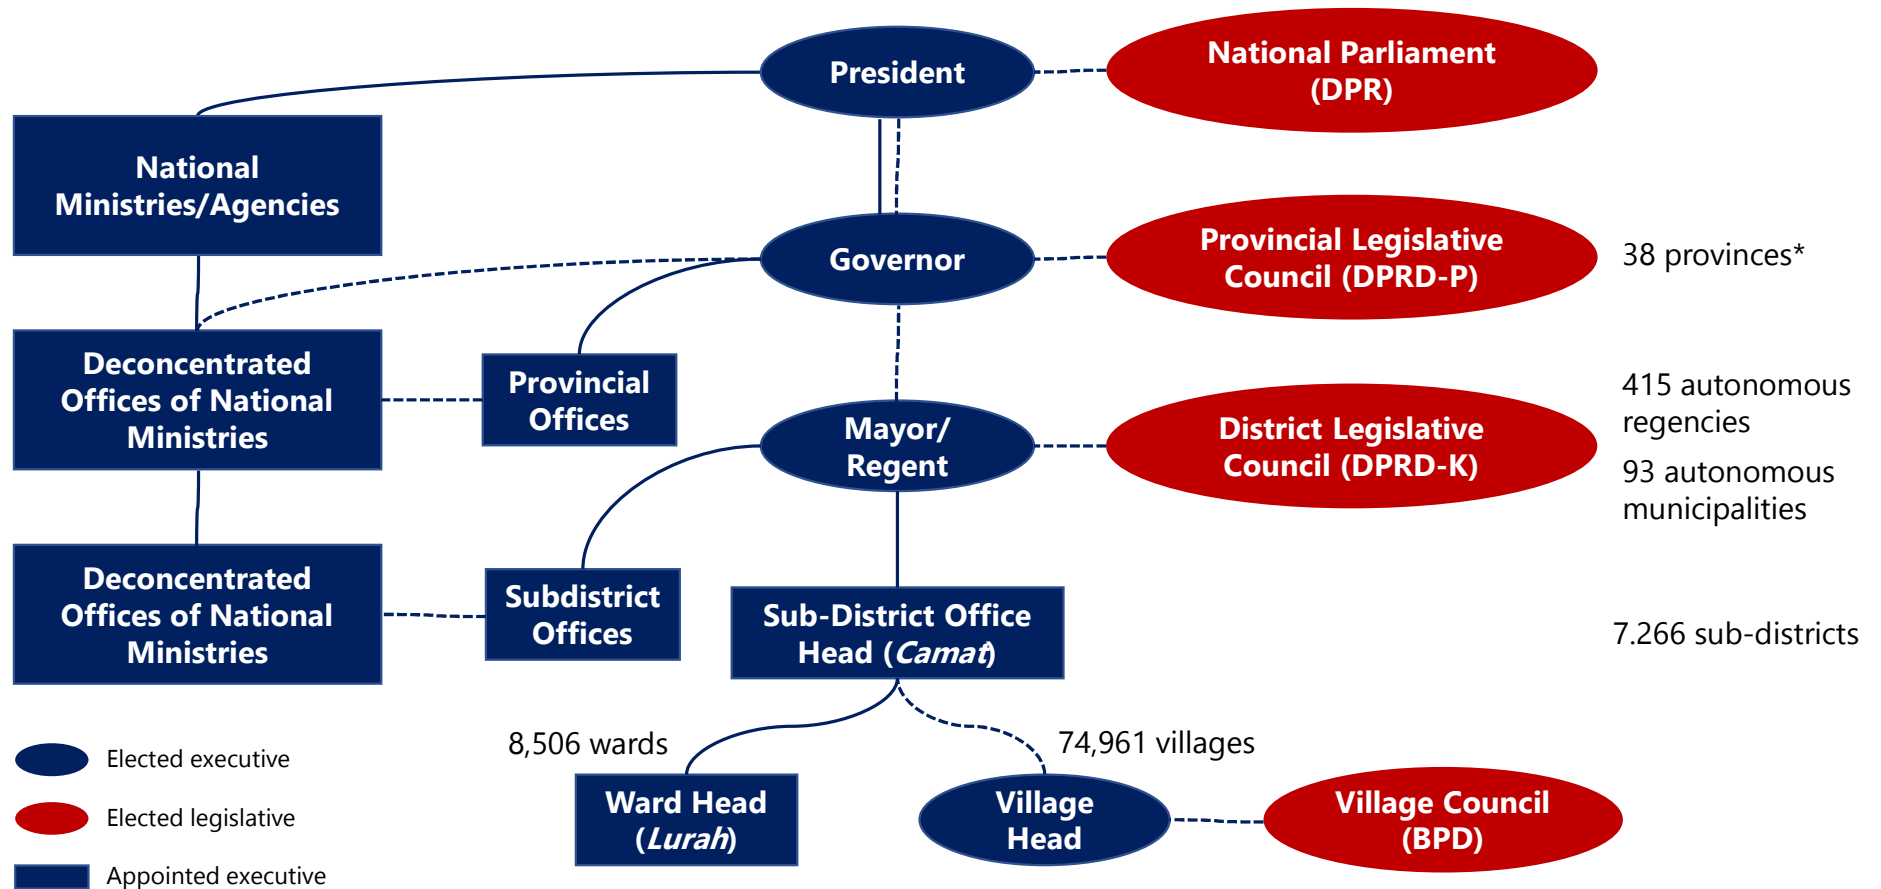 President
National Parliament
(DPR)
National
Ministries/Agencies
Governor
Provincial Legislative
Council (DPRD-P)
38 provinces*
Deconcentrated
Offices of National
Ministries
Provincial
Offices
Mayor/
Regent
District Legislative
Council (DPRD-K)
415 autonomous
regencies
93 autonomous
municipalities
Deconcentrated
Offices of National
Ministries
Subdistrict
Offices
Sub-District Office
Head (Camat)
7.266 sub-districts
8,506 wards
74,961 villages
Ward Head
(Lurah)
Village
Head
Village Council
(BPD)
Elected executive
Elected legislative
Appointed executive